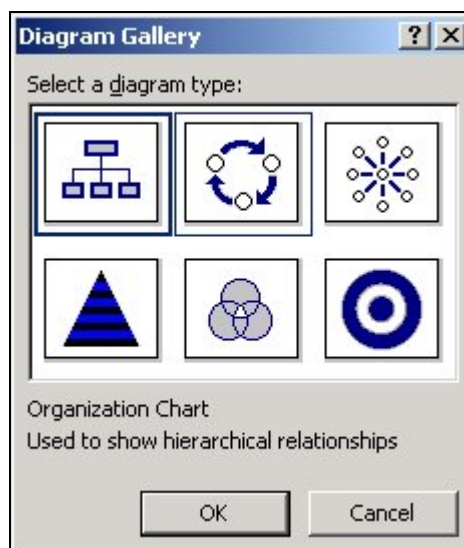 Diagram Gallery
Select a diagram type:
Organization Chart
Used to show hierarchical relationships
OK Cancel